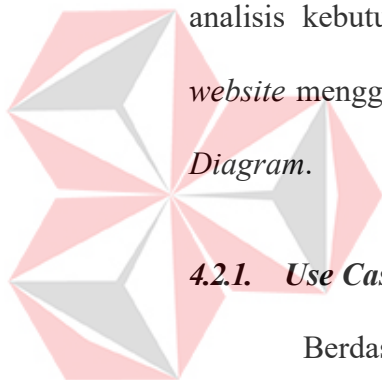 analisis kebutu
website mengg
Diagram.
4.2.1. Use Cas
Berdas